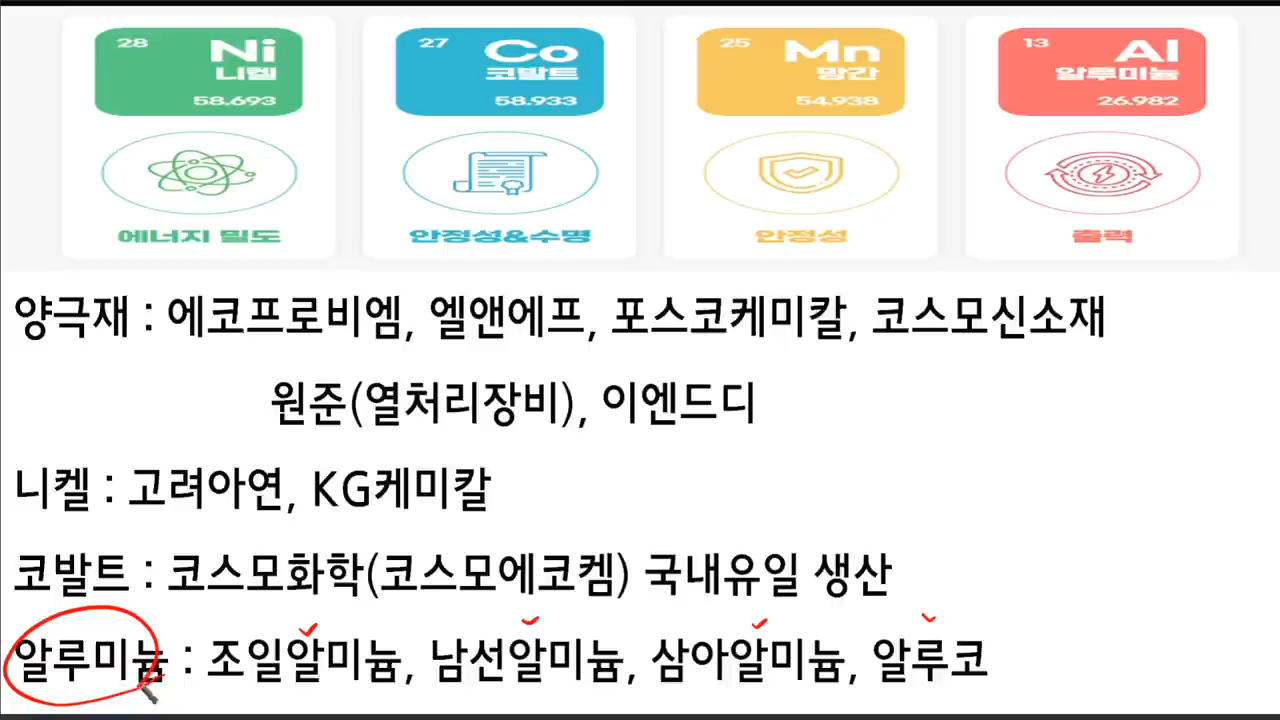 28 Ni 니켈 58.693
27 Co 코발트 58.933
25 Mn 망간 54.938
13 Al 알루미늄 26.982
에너지 밀도 안정성&수명 안정성 출력
양극재 : 에코프로비엠, 엘앤에프, 포스코케미칼, 코스모신소재
원준(열처리장비), 이엔드디
니켈 : 고려아연, KG케미칼
코발트 : 코스모화학(코스모에코켐) 국내유일 생산
알루미늄 : 조일알미늄, 남선알미늄, 삼아알미늄, 알루코